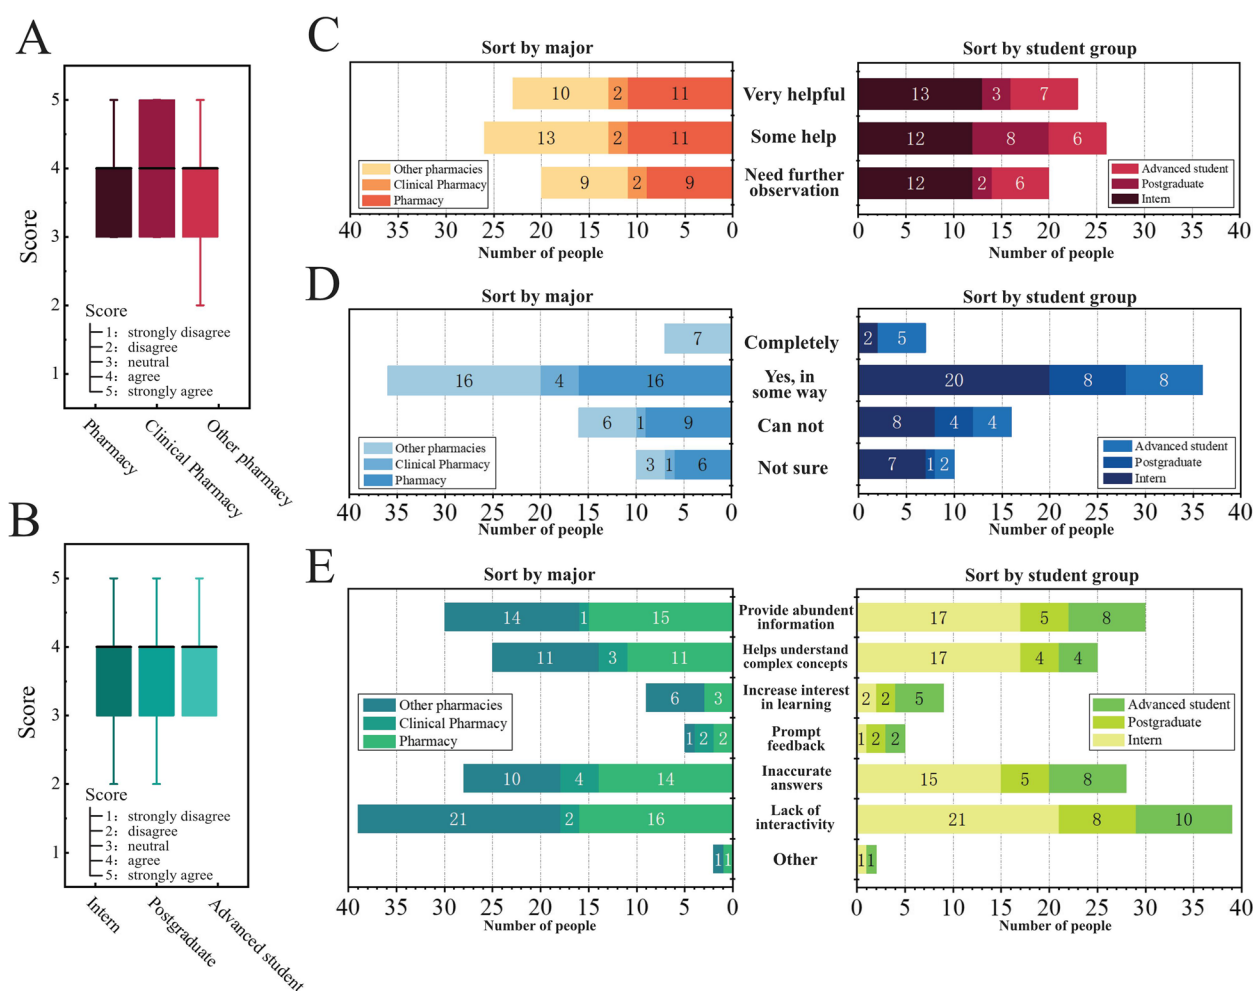 A
5
4
3
2
1
Score
Score
1: strongly disagree
2: disagree
3: neutral
4: agree
5: strongly agree
Pharmacy
Clinical Pharmacy
Other pharmacy
B
5
4
3
2
1
Score
Score
1: strongly disagree
2: disagree
3: neutral
4: agree
5: strongly agree
Intern
Postgraduate
Advanced student
C
Sort by major
Sort by student group
10 2 11
Very helpful
13 3 7
13 2 11
Some help
12 8 6
9 2 9
Need further
observation
12 2 6
Other pharmacies
Clinical Pharmacy
Pharmacy
Advanced student
Postgraduate
Intern
40 35 30 25 20 15 10 5 0
0 5 10 15 20 25 30 35 40
Number of people
Number of people
D
Sort by major
Sort by student group
7
Completely
2 5
16 4 16
Yes, in
some way
20 8 8
6 1 9
Can not
8 4 4
3 1 6
Not sure
7 1 2
Other pharmacies
Clinical Pharmacy
Pharmacy
Advanced student
Postgraduate
Intern
40 35 30 25 20 15 10 5 0
0 5 10 15 20 25 30 35 40
Number of people
Number of people
E
Sort by major
Sort by student group
14 1 15
Provide abundent
information
17 5 8
11 3 11
Helps understand
complex concepts
17 4 4
6 3
Increase interest
in learning
2 2 5
1 2 2
Prompt
feedback
1 2 2
10 4 14
Inaccurate
answers
15 5 8
21 2 16
Lack of
interactivity
21 8 10
1 1
Other
1 1
Other pharmacies
Clinical Pharmacy
Pharmacy
Advanced student
Postgraduate
Intern
40 35 30 25 20 15 10 5 0
0 5 10 15 20 25 30 35 40
Number of people
Number of people